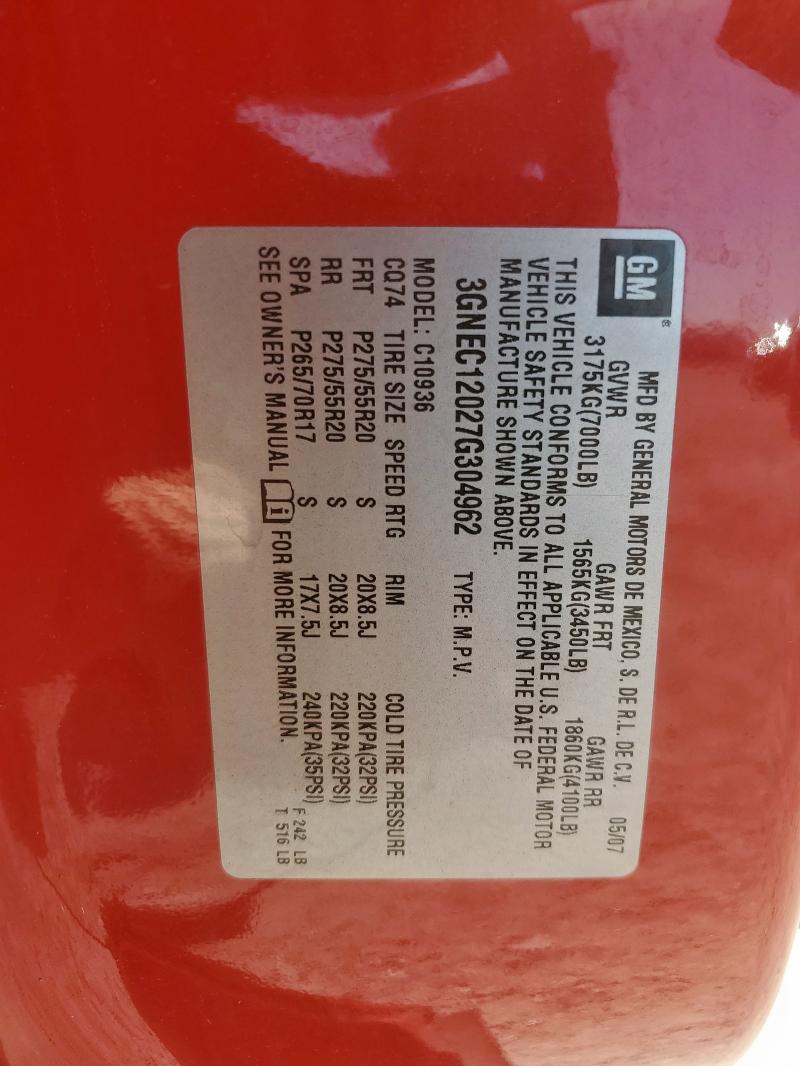 GM ®
MFD BY GENERAL MOTORS DE MEXICO, S. DE R.L. DE C.V. 05/07
GVWR GAWR FRT GAWR RR
3175KG(7000LB) 1565KG(3450LB) 1860KG(4100LB)
THIS VEHICLE CONFORMS TO ALL APPLICABLE U.S. FEDERAL MOTOR
VEHICLE SAFETY STANDARDS IN EFFECT ON THE DATE OF
MANUFACTURE SHOWN ABOVE.
3GNEC12027G304962 TYPE: M.P.V.
MODEL: C10936
CQ74 TIRE SIZE SPEED RTG RIM COLD TIRE PRESSURE
FRT P275/55R20 S 20X8.5J 220KPA(32PSI)
RR P275/55R20 S 20X8.5J 220KPA(32PSI)
SPA P265/70R17 S 17X7.5J 240KPA(35PSI)
SEE OWNER'S MANUAL i FOR MORE INFORMATION.
F 242 LB
T 516 LB